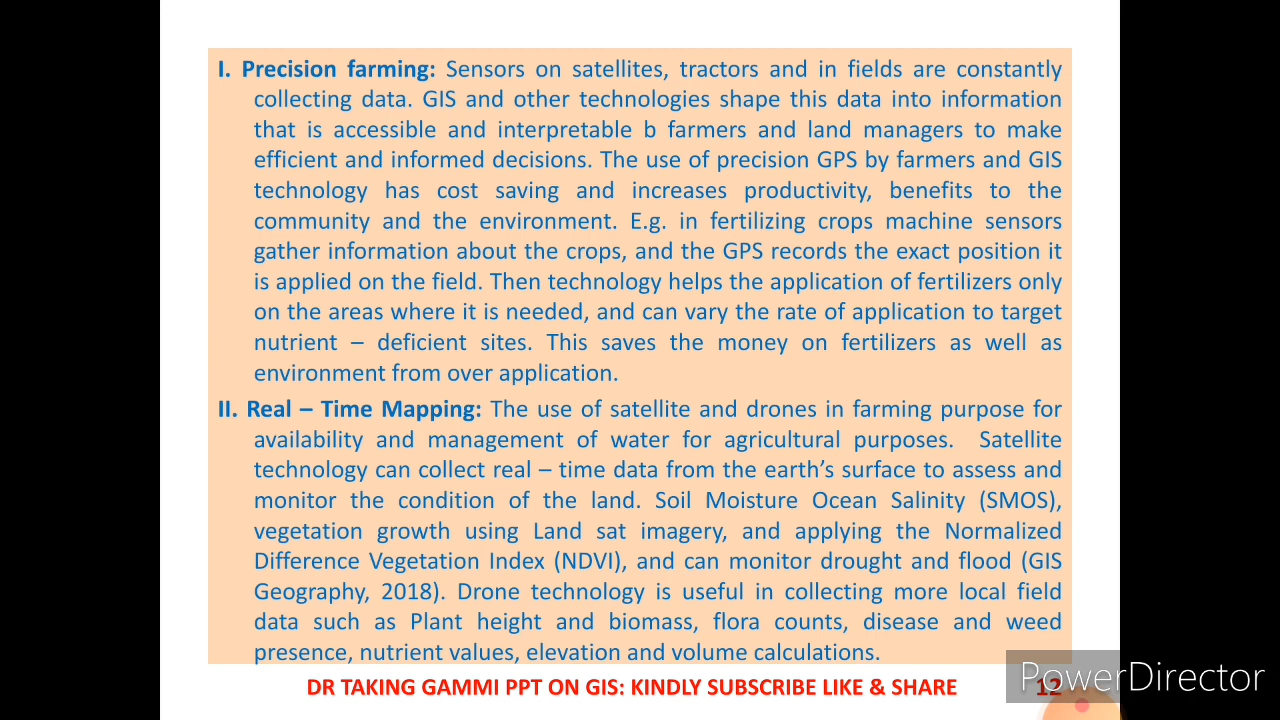 I. Precision farming: Sensors on satellites, tractors and in fields are constantly
collecting data. GIS and other technologies shape this data into information
that is accessible and interpretable b farmers and land managers to make
efficient and informed decisions. The use of precision GPS by farmers and GIS
technology has cost saving and increases productivity, benefits to the
community and the environment. E.g. in fertilizing crops machine sensors
gather information about the crops, and the GPS records the exact position it
is applied on the field. Then technology helps the application of fertilizers only
on the areas where it is needed, and can vary the rate of application to target
nutrient – deficient sites. This saves the money on fertilizers as well as
environment from over application.
II. Real – Time Mapping: The use of satellite and drones in farming purpose for
availability and management of water for agricultural purposes. Satellite
technology can collect real – time data from the earth’s surface to assess and
monitor the condition of the land. Soil Moisture Ocean Salinity (SMOS),
vegetation growth using Land sat imagery, and applying the Normalized
Difference Vegetation Index (NDVI), and can monitor drought and flood (GIS
Geography, 2018). Drone technology is useful in collecting more local field
data such as Plant height and biomass, flora counts, disease and weed
presence, nutrient values, elevation and volume calculations.
DR TAKING GAMMI PPT ON GIS: KINDLY SUBSCRIBE LIKE & SHARE
12
PowerDirector